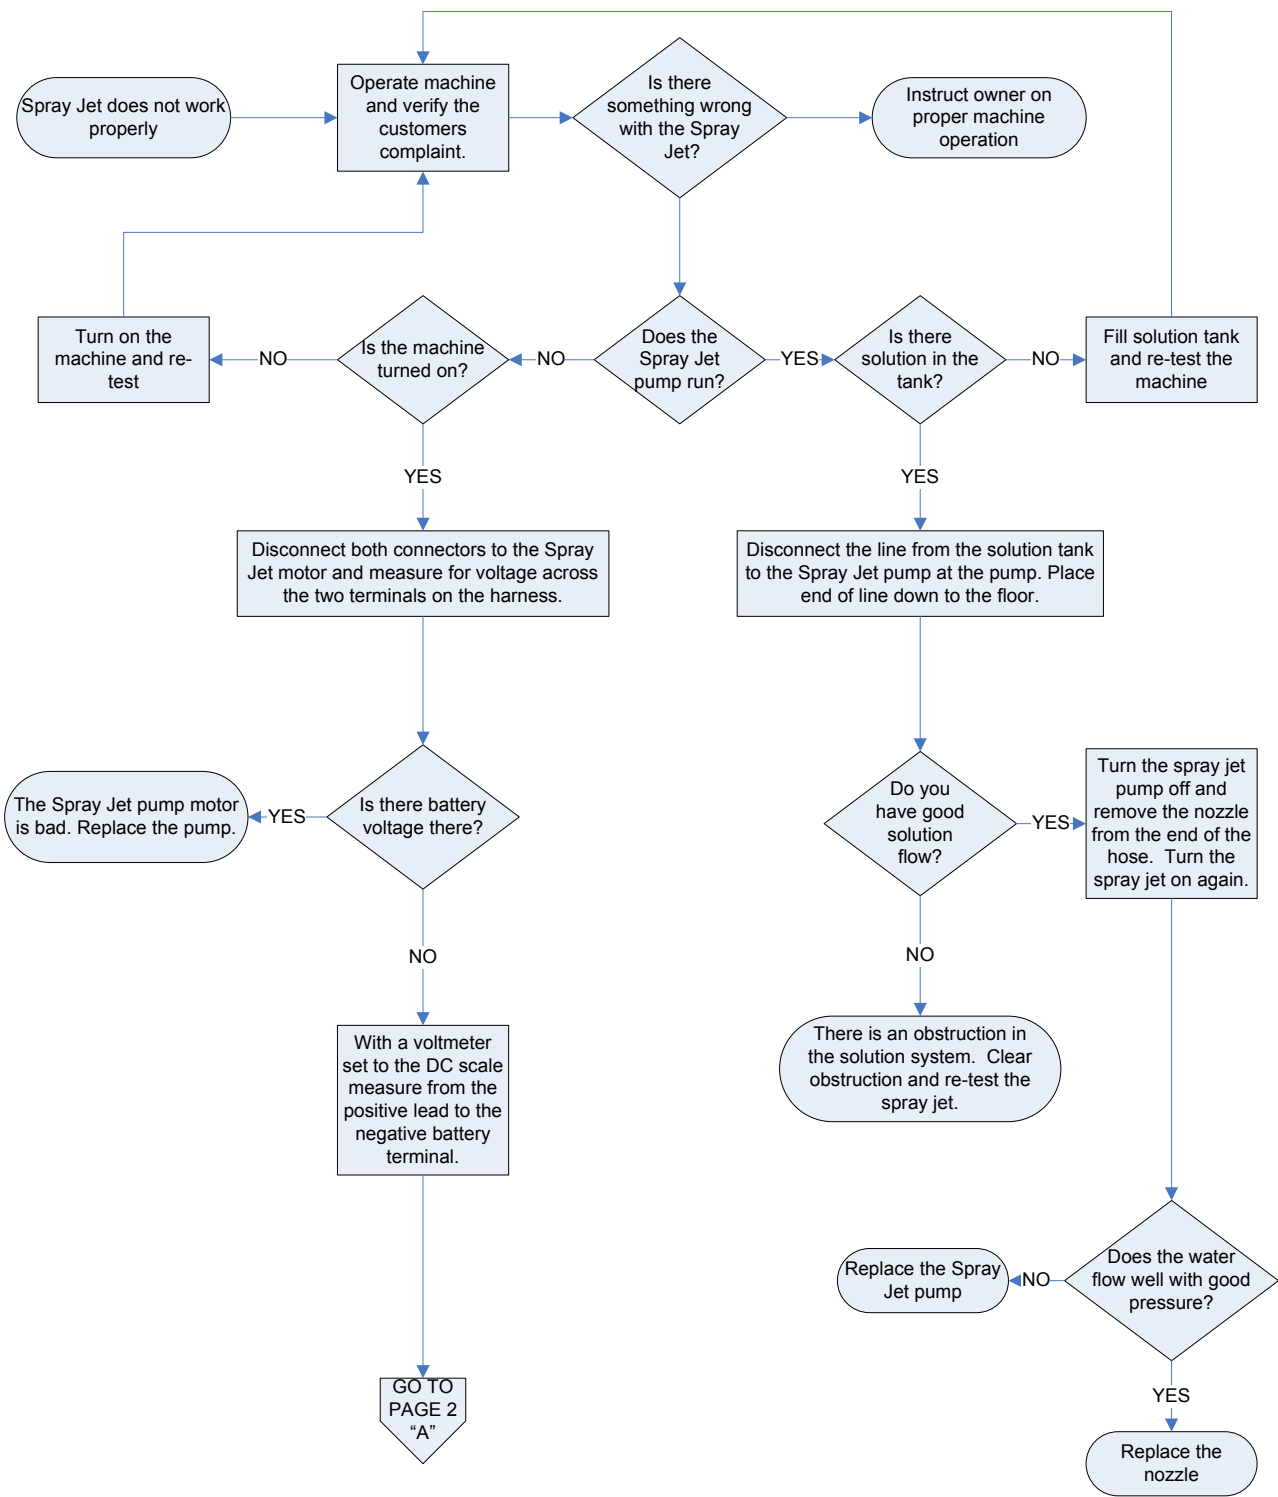 Spray Jet does not work
properly
Operate machine
and verify the
customers
complaint.
Is there
something wrong
with the Spray
Jet?
Instruct owner on
proper machine
operation
Turn on the
machine and re-
test
NO
Is the machine
turned on?
NO
Does the
Spray Jet
pump run?
YES
Is there
solution in the
tank?
NO
Fill solution tank
and re-test the
machine
YES
YES
Disconnect both connectors to the Spray
Jet motor and measure for voltage across
the two terminals on the harness.
Disconnect the line from the solution tank
to the Spray Jet pump at the pump. Place
end of line down to the floor.
The Spray Jet pump motor
is bad. Replace the pump.
YES
Is there battery
voltage there?
Do you
have good
solution
flow?
YES
Turn the spray jet
pump off and
remove the nozzle
from the end of the
hose.  Turn the
spray jet on again.
NO
NO
With a voltmeter
set to the DC scale
measure from the
positive lead to the
negative battery
terminal.
There is an obstruction in
the solution system.  Clear
obstruction and re-test the
spray jet.
Replace the Spray
Jet pump
NO
Does the water
flow well with good
pressure?
GO TO
PAGE 2
“A”
YES
Replace the
nozzle